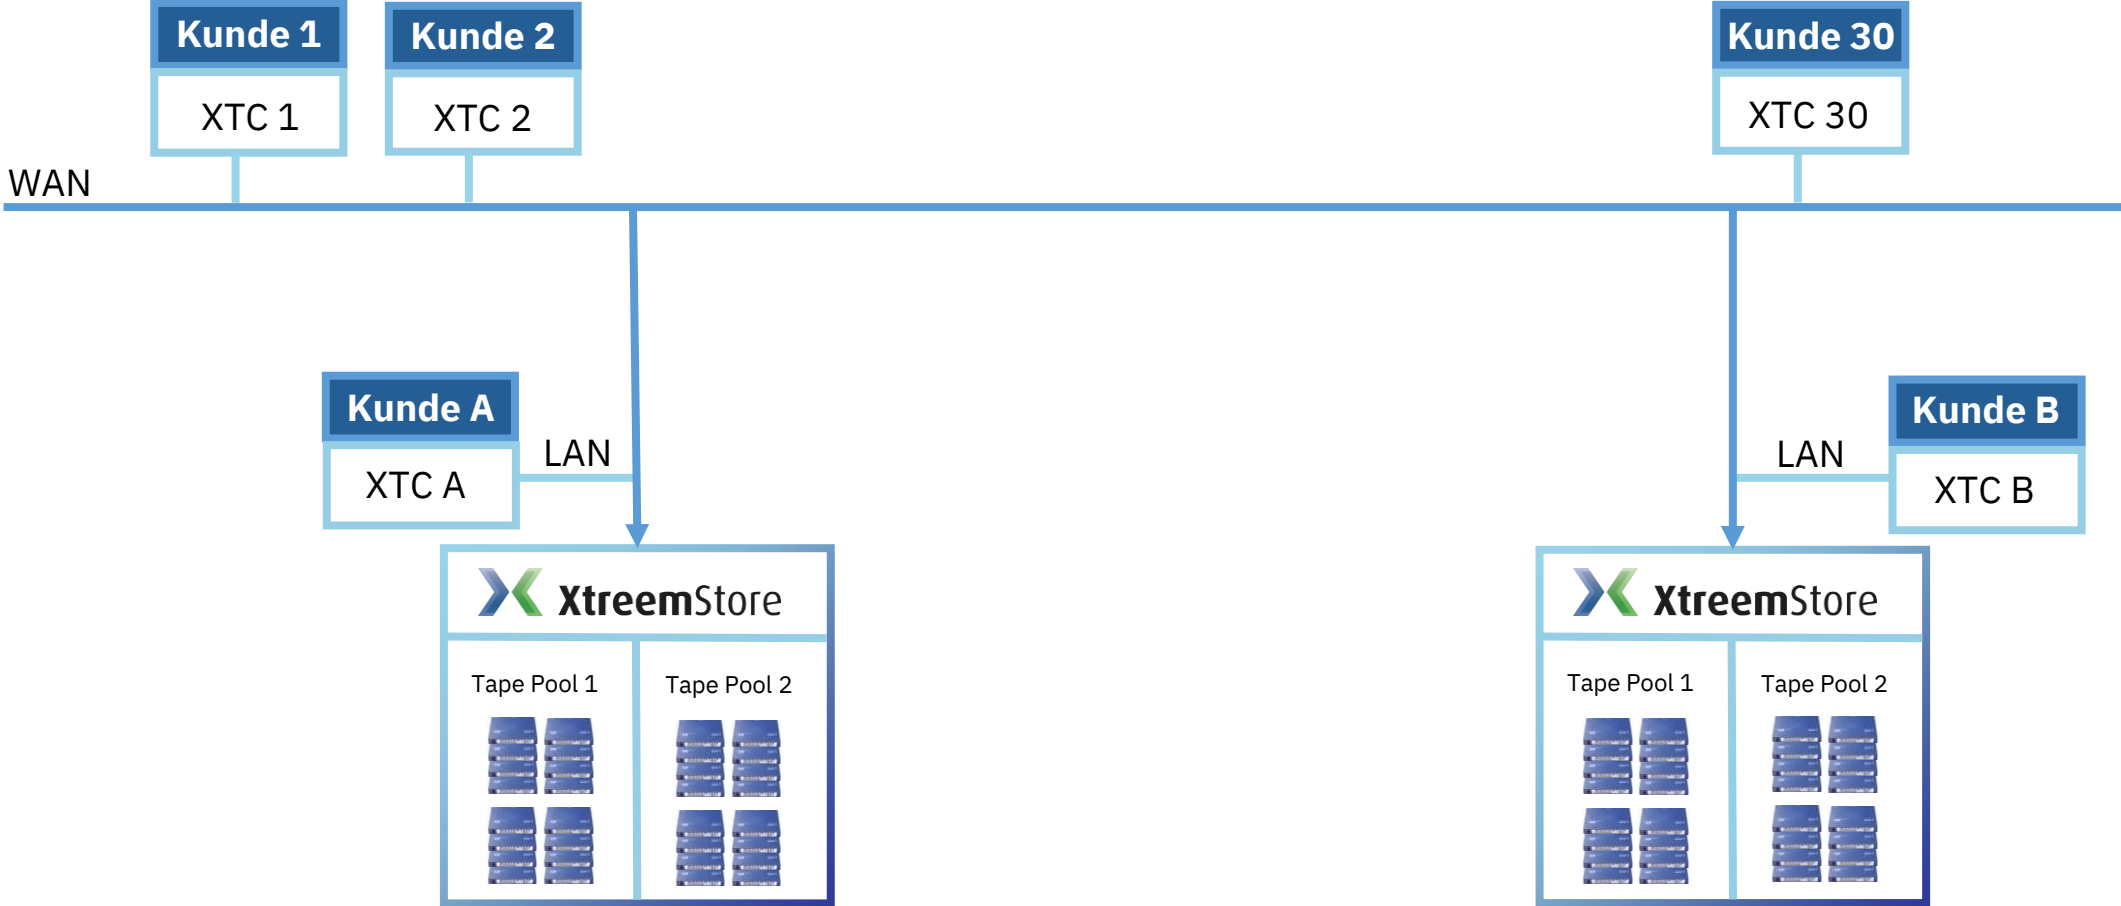 Kunde 1
Kunde 2
Kunde 30
XTC 1
XTC 2
XTC 30
WAN
Kunde A
XTC A
LAN
LAN
Kunde B
XTC B
XtreemStore
XtreemStore
Tape Pool 1
Tape Pool 2
Tape Pool 1
Tape Pool 2